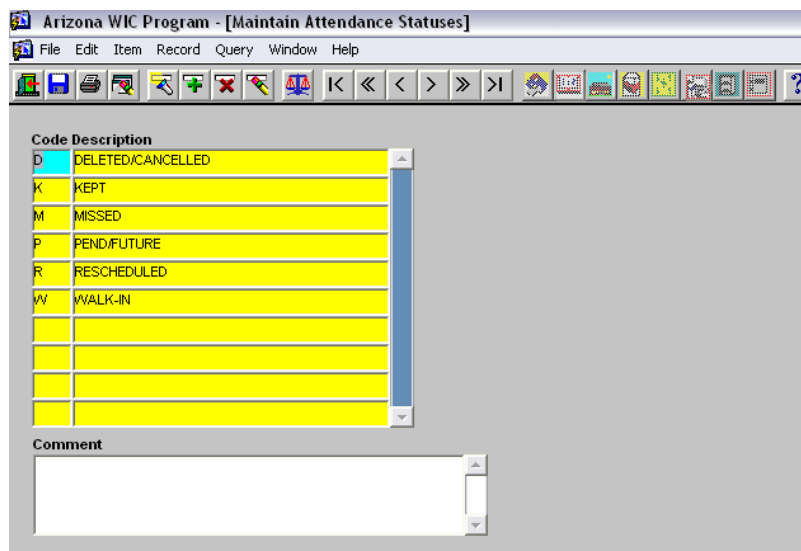 Arizona WIC Program - [Maintain Attendance Statuses]
File Edit Item Record Query Window Help
?
Code Description
D DELETED/CANCELLED
K KEPT
M MISSED
P PEND/FUTURE
R RESCHEDULED
W WALK-IN
Comment